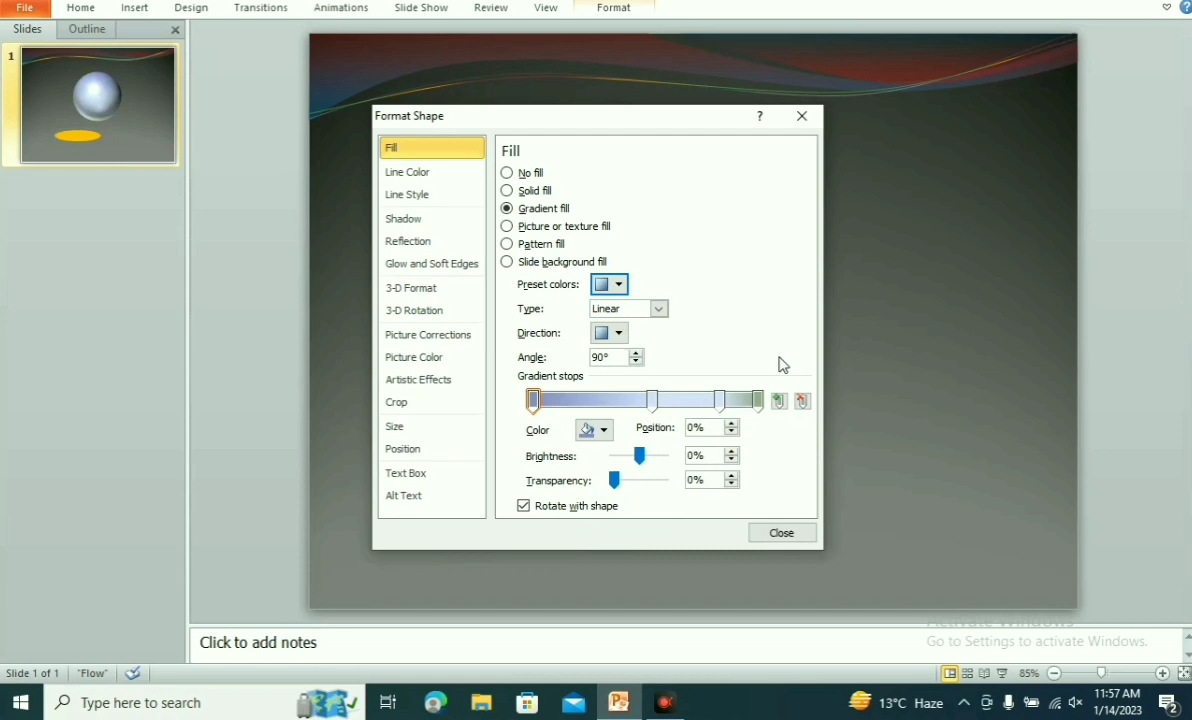 File Home Insert Design Transitions Animations Slide Show Review View Format
Slides Outline
1
Format Shape
Fill
Line Color
Line Style
Shadow
Reflection
Glow and Soft Edges
3-D Format
3-D Rotation
Picture Corrections
Picture Color
Artistic Effects
Crop
Size
Position
Text Box
Alt Text
Fill
No fill
Solid fill
Gradient fill
Picture or texture fill
Pattern fill
Slide background fill
Preset colors:
Type: Linear
Direction:
Angle: 90°
Gradient stops
Color Position: 0%
Brightness: 0%
Transparency: 0%
Rotate with shape
Close
Click to add notes
Activate Windows
Go to Settings to activate Windows.
Slide 1 of 1 "Flow" 85%
Type here to search
13°C Haze
11:57 AM
1/14/2023
2